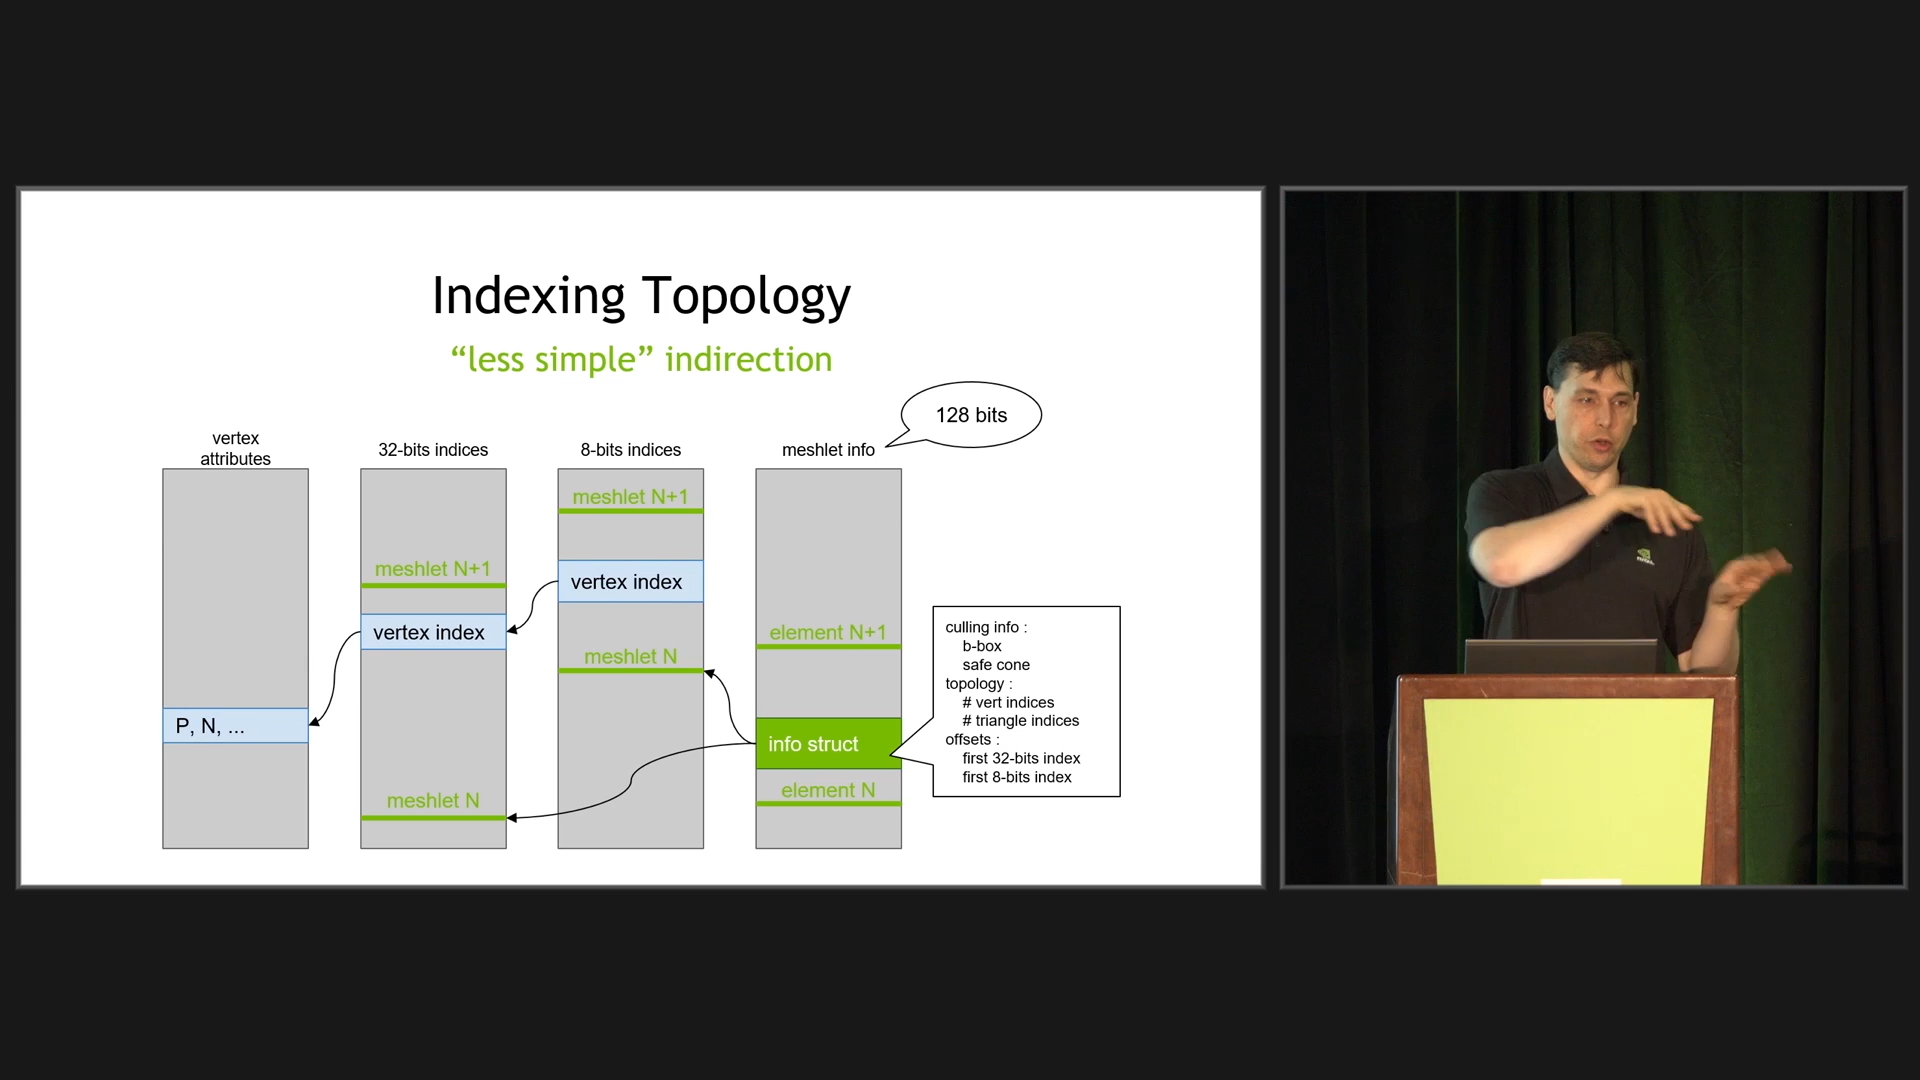 Indexing Topology
“less simple” indirection
128 bits
vertex
attributes
32-bits indices
8-bits indices
meshlet info
meshlet N+1
meshlet N+1
vertex index
vertex index
element N+1
meshlet N
P, N, ...
info struct
meshlet N
element N
culling info :
b-box
safe cone
topology :
# vert indices
# triangle indices
offsets :
first 32-bits index
first 8-bits index